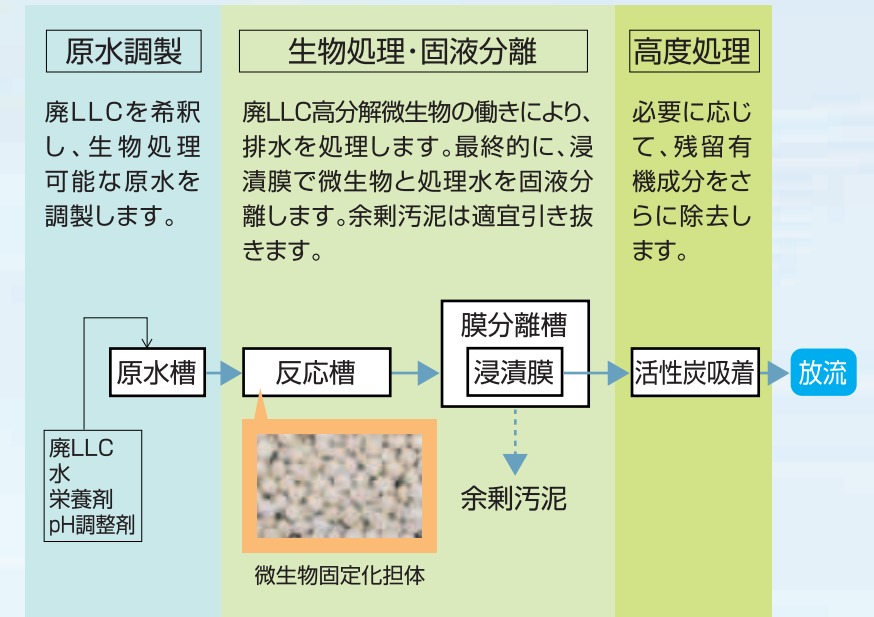 原水調製
廃LLCを希釈
し、生物処理
可能な原水を
調製します。
生物処理・固液分離
廃LLC高分解微生物の働きにより、
排水を処理します。最終的に、浸
漬膜で微生物と処理水を固液分
離します。余剰汚泥は適宜引き抜
きます。
高度処理
必要に応じ
て、残留有
機成分をさ
らに除去し
ます。
原水槽
反応槽
膜分離槽
浸漬膜
活性炭吸着
放流
廃LLC
水
栄養剤
pH調整剤
余剰汚泥
微生物固定化担体